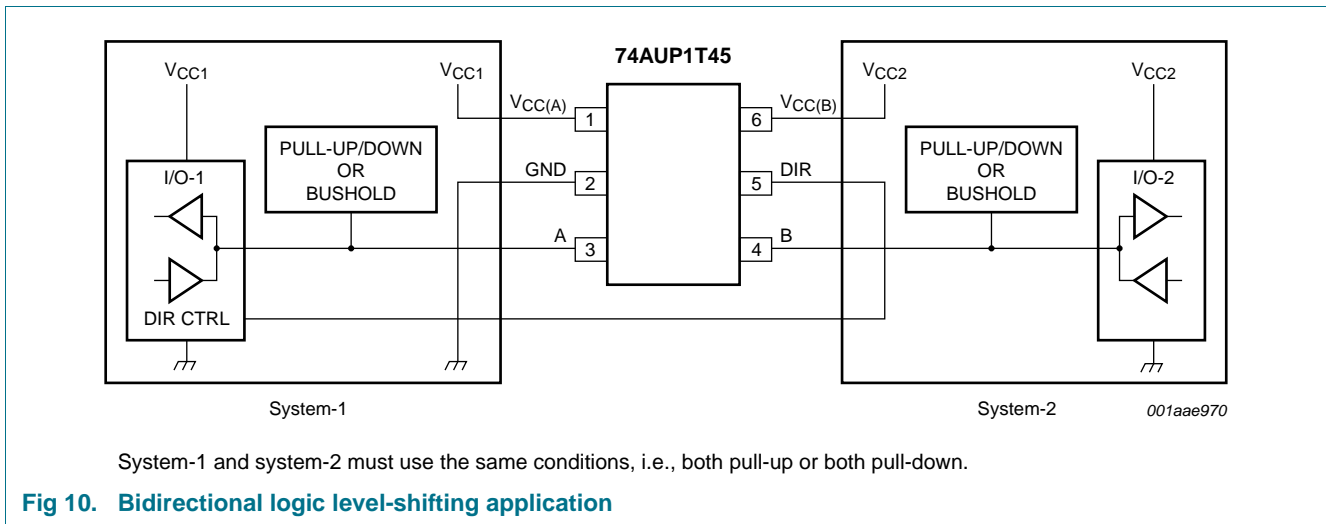 74AUP1T45
VCC1
VCC1
VCC2
VCC2
VCC(A)
1
6
VCC(B)
PULL-UP/DOWN
OR
BUSHOLD
PULL-UP/DOWN
OR
BUSHOLD
I/O-1
GND
2
5
DIR
I/O-2
A
3
4
B
DIR CTRL
System-1
System-2
001aae970
System-1 and system-2 must use the same conditions, i.e., both pull-up or both pull-down.
Fig 10. Bidirectional logic level-shifting application